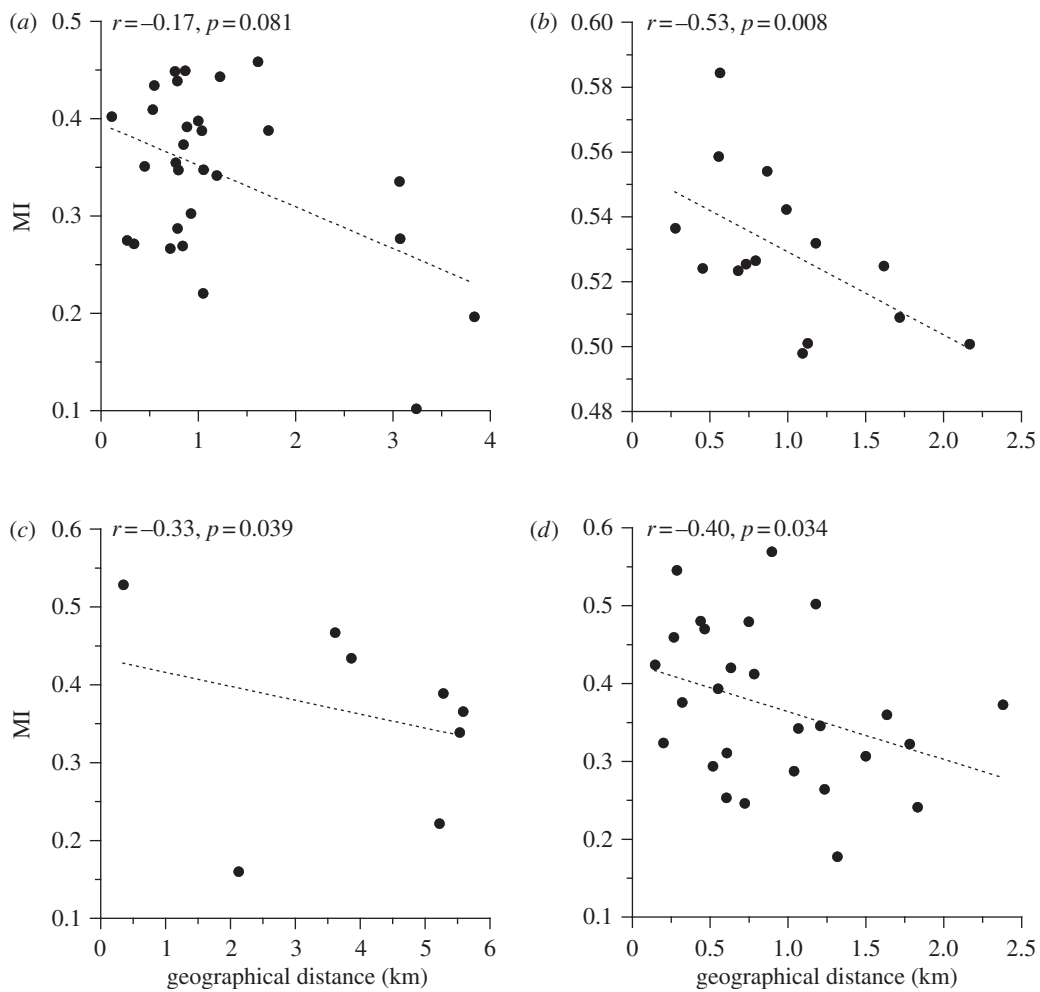 (a) r=–0.17, p=0.081
0.5
0.4
0.3
0.2
0.1
MI
0 1 2 3 4
(b) r=–0.53, p=0.008
0.60
0.58
0.56
0.54
0.52
0.50
0.48
0 0.5 1.0 1.5 2.0 2.5
(c) r=–0.33, p=0.039
0.6
0.5
0.4
0.3
0.2
0.1
MI
0 1 2 3 4 5 6
geographical distance (km)
(d) r=–0.40, p=0.034
0.6
0.5
0.4
0.3
0.2
0.1
0 0.5 1.0 1.5 2.0 2.5
geographical distance (km)